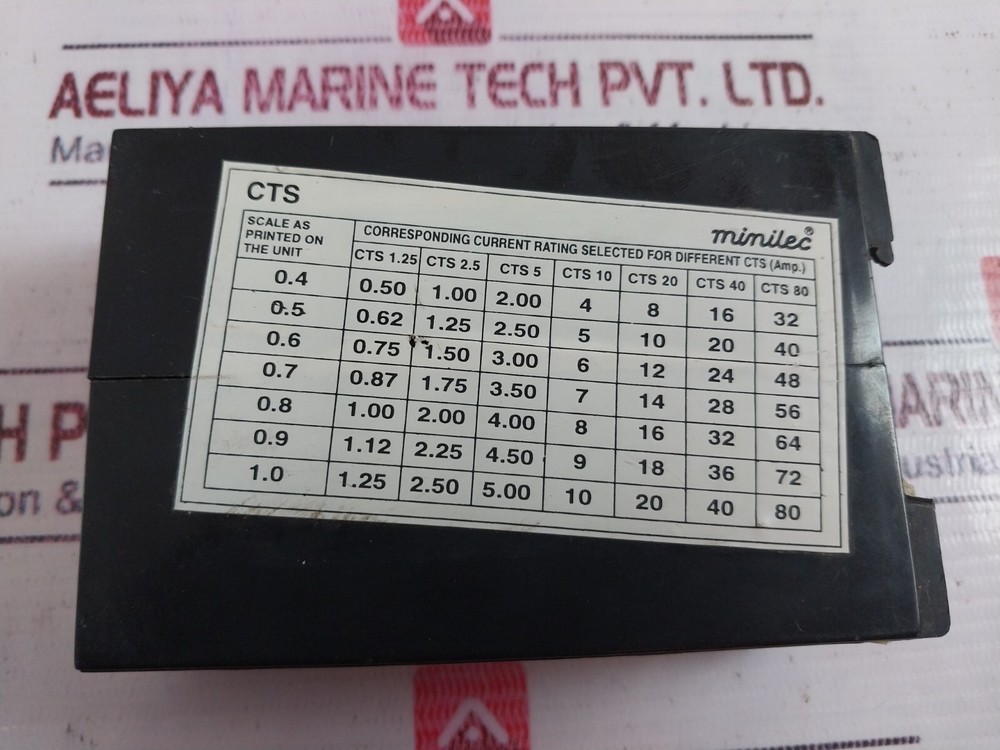 AELIYA MARINE TECH PVT. LTD.
Ma
CTS
minilec®
SCALE AS PRINTED ON THE UNIT
CORRESPONDING CURRENT RATING SELECTED FOR DIFFERENT CTS (Amp.)
CTS 1.25 CTS 2.5 CTS 5 CTS 10 CTS 20 CTS 40 CTS 80
0.4 0.50 1.00 2.00 4 8 16 32
0.5 0.62 1.25 2.50 5 10 20 40
0.6 0.75 1.50 3.00 6 12 24 48
0.7 0.87 1.75 3.50 7 14 28 56
0.8 1.00 2.00 4.00 8 16 32 64
0.9 1.12 2.25 4.50 9 18 36 72
1.0 1.25 2.50 5.00 10 20 40 80
H P
ARIN
on &
ustria